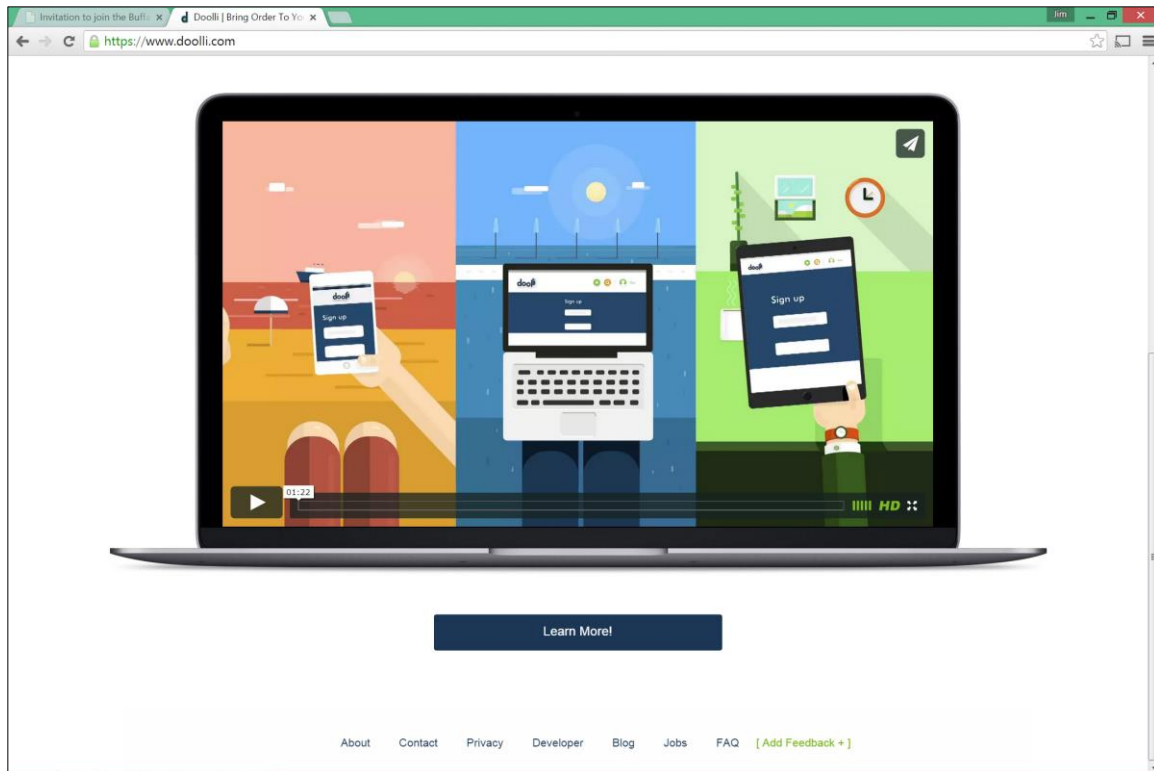 Invitation to join the Buff
Doolli | Bring Order To Yo
Jim
https://www.doolli.com
doolli
Sign up
doolli
Sign up
doolli
Sign up
01:22
HD
Learn More!
About Contact Privacy Developer Blog Jobs FAQ [ Add Feedback + ]